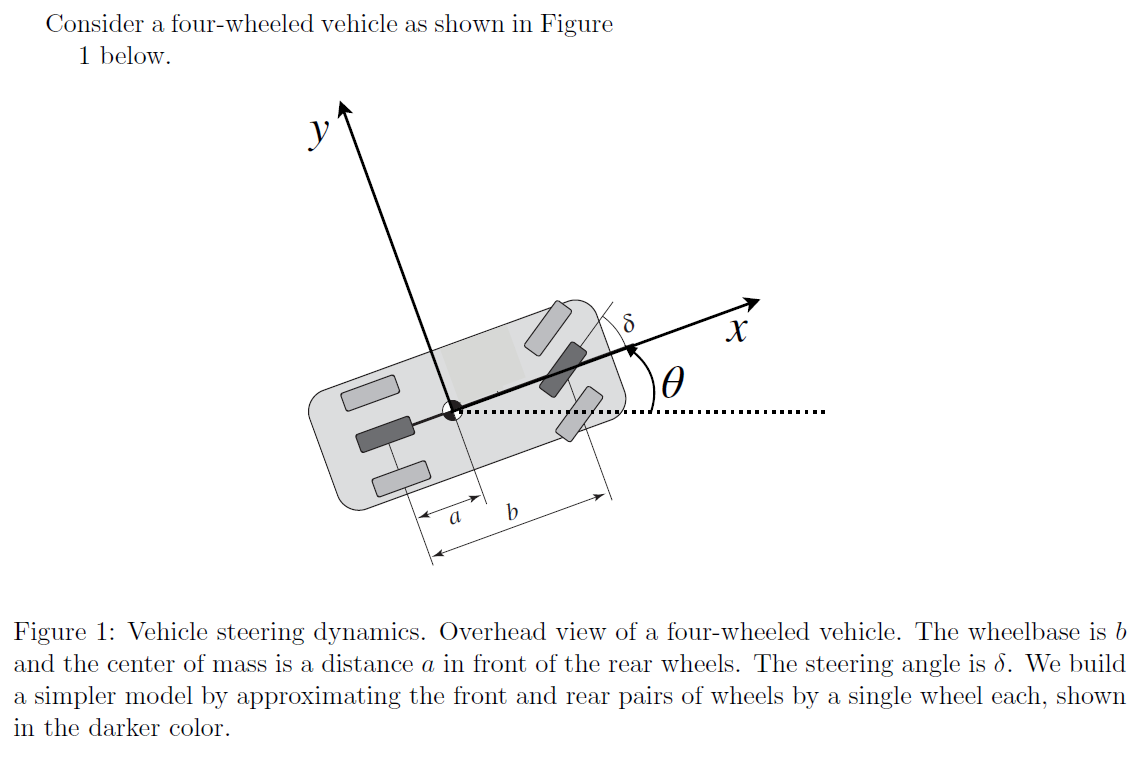 Consider a four-wheeled vehicle as shown in Figure
1 below.
y
δ
x
θ
a
b
Figure 1: Vehicle steering dynamics. Overhead view of a four-wheeled vehicle. The wheelbase is b
and the center of mass is a distance a in front of the rear wheels. The steering angle is δ. We build
a simpler model by approximating the front and rear pairs of wheels by a single wheel each, shown
in the darker color.